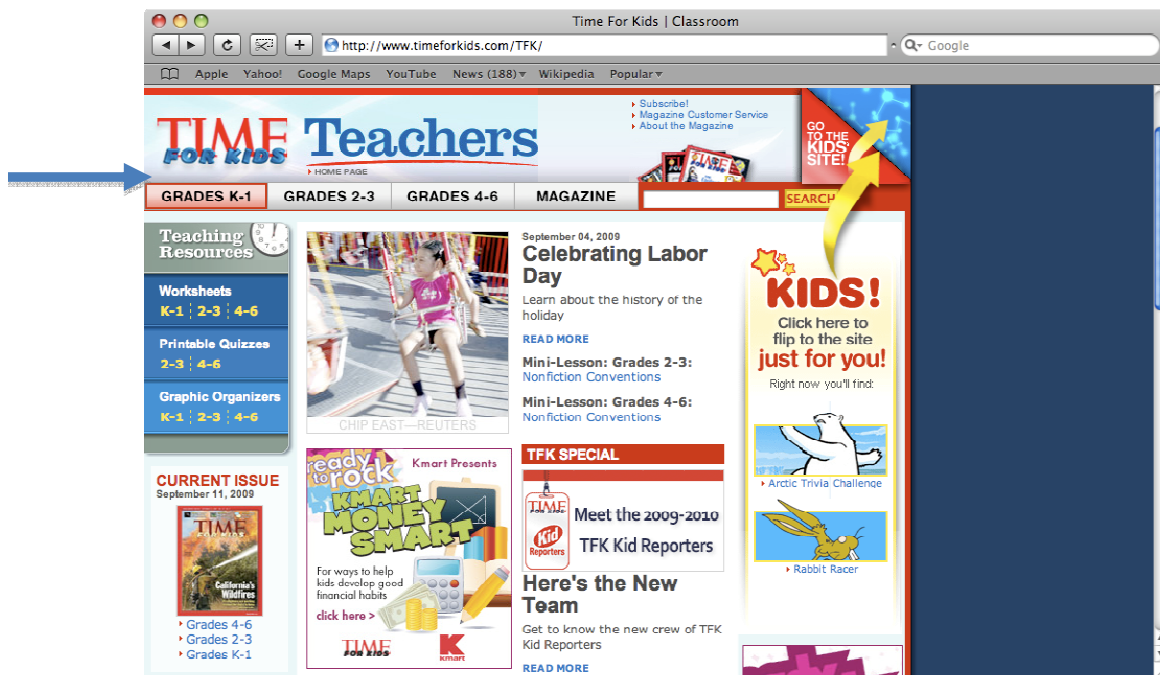 Time For Kids | Classroom
http://www.timeforkids.com/TFK/
Google
Apple Yahoo! Google Maps YouTube News (188) Wikipedia Popular
TIME
FOR KIDS
Teachers
HOME PAGE
Subscribe!
Magazine Customer Service
About the Magazine
TIME
GO
TO THE
KIDS'
SITE!
GRADES K-1 GRADES 2-3 GRADES 4-6 MAGAZINE SEARCH
Teaching
Resources
Worksheets
K-1 2-3 4-6
Printable Quizzes
2-3 4-6
Graphic Organizers
K-1 2-3 4-6
CURRENT ISSUE
September 11, 2009
TIME
California's
Wildfires
Grades 4-6
Grades 2-3
Grades K-1
CHIP EAST—REUTERS
ready
to rock
Kmart Presents
KMART
MONEY
SMART
For ways to help
kids develop good
financial habits
click here >
TIME
FOR KIDS
K
kmart
September 04, 2009
Celebrating Labor
Day
Learn about the history of the
holiday
READ MORE
Mini-Lesson: Grades 2-3:
Nonfiction Conventions
Mini-Lesson: Grades 4-6:
Nonfiction Conventions
TFK SPECIAL
TIME
FOR KIDS
Kid
Reporters
Meet the 2009-2010
TFK Kid Reporters
Here's the New
Team
Get to know the new crew of TFK
Kid Reporters
READ MORE
KIDS!
Click here to
flip to the site
just for you!
Right now you'll find:
Arctic Trivia Challenge
Rabbit Racer